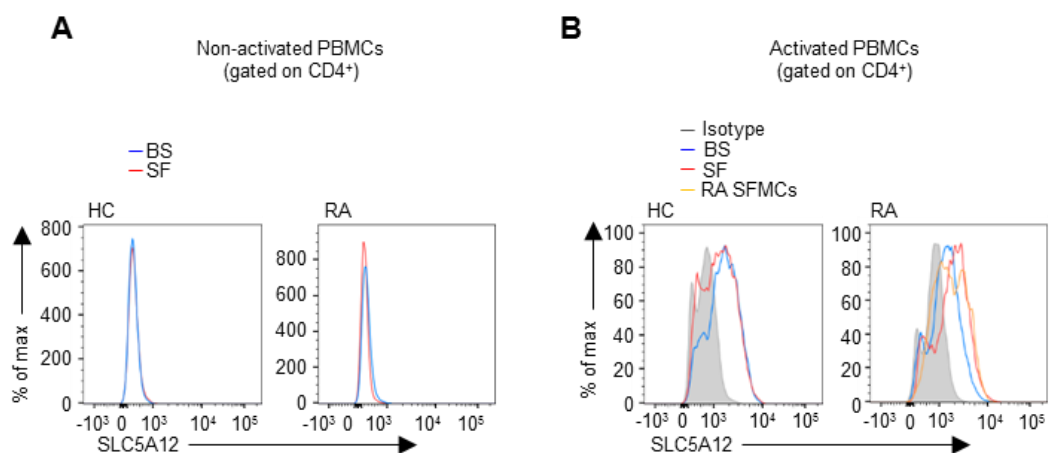 A
Non-activated PBMCs
(gated on CD4⁺)
BS
SF
HC
RA
% of max
800
600
400
200
0
-10³ 0 10³ 10⁴ 10⁵
800
600
400
200
0
-10³ 0 10³ 10⁴ 10⁵
SLC5A12
B
Activated PBMCs
(gated on CD4⁺)
Isotype
BS
SF
RA SFMCs
HC
RA
% of max
100
80
60
40
20
0
-10³ 0 10³ 10⁴ 10⁵
100
80
60
40
20
0
-10³ 0 10³ 10⁴ 10⁵
SLC5A12